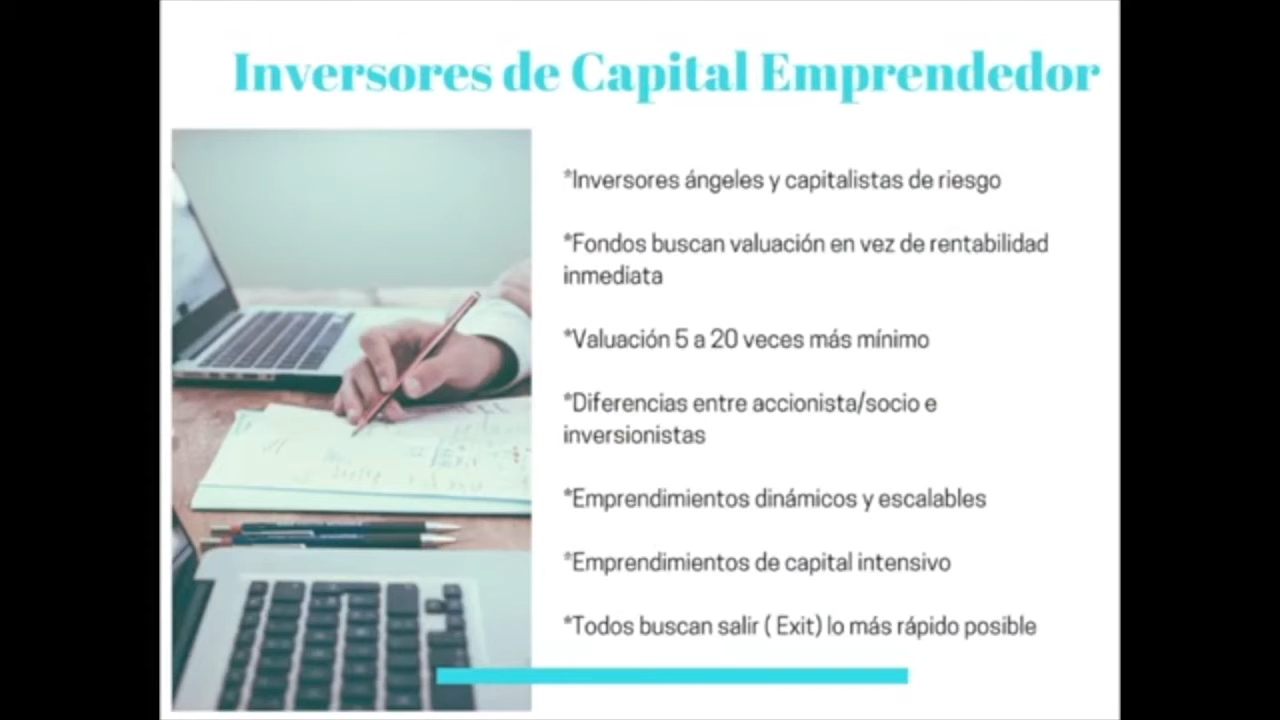 Inversores de Capital Emprendedor
*Inversores ángeles y capitalistas de riesgo
*Fondos buscan valuación en vez de rentabilidad
inmediata
*Valuación 5 a 20 veces más mínimo
*Diferencias entre accionista/socio e
inversionistas
*Emprendimientos dinámicos y escalables
*Emprendimientos de capital intensivo
*Todos buscan salir ( Exit) lo más rápido posible